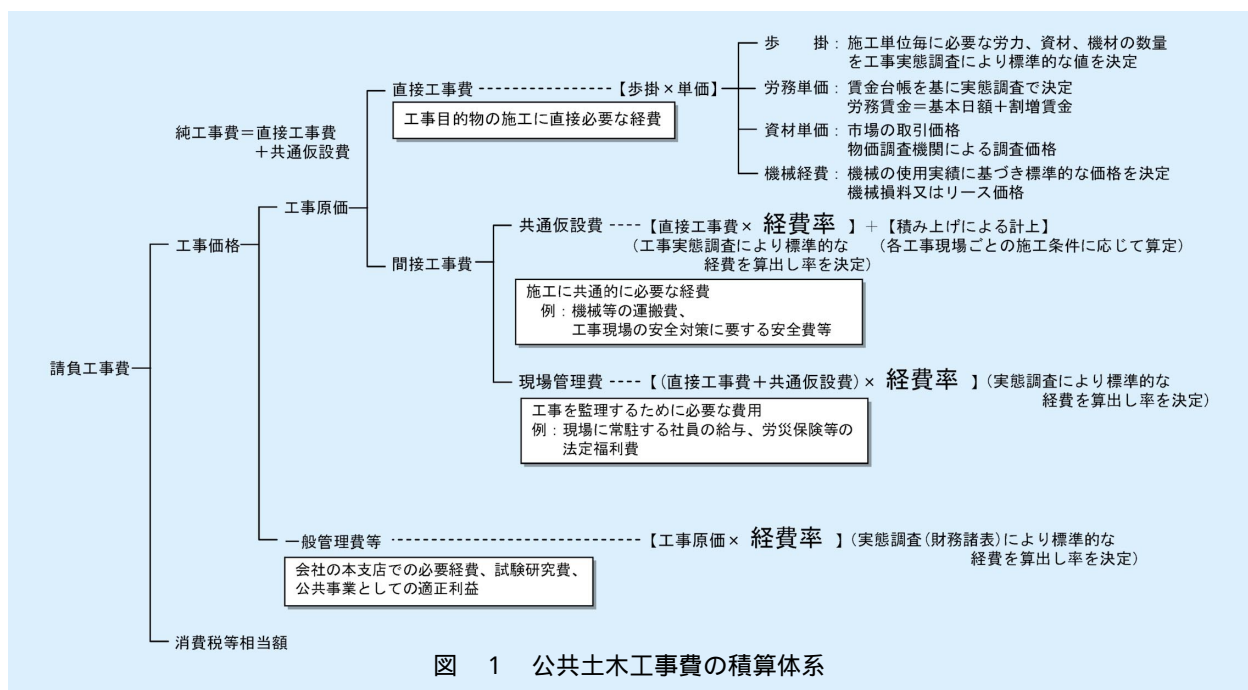 歩　　掛：施工単位毎に必要な労力、資材、機材の数量
を工事実態調査により標準的な値を決定
直接工事費 ---------------【歩掛×単価】
労務単価：賃金台帳を基に実態調査で決定
労務賃金＝基本日額＋割増賃金
工事目的物の施工に直接必要な経費
純工事費＝直接工事費
＋共通仮設費
資材単価：市場の取引価格
物価調査機関による調査価格
機械経費：機械の使用実績に基づき標準的な価格を決定
機械損料又はリース価格
工事原価
共通仮設費 ----【直接工事費× 経費率 】＋【積み上げによる計上】
（工事実態調査により標準的な
経費を算出し率を決定）
（各工事現場ごとの施工条件に応じて算定）
工事価格
間接工事費
施工に共通的に必要な経費
例：機械等の運搬費、
工事現場の安全対策に要する安全費等
請負工事費
現場管理費 ----【（直接工事費＋共通仮設費）× 経費率 】（実態調査により標準的な
経費を算出し率を決定）
工事を監理するために必要な費用
例：現場に常駐する社員の給与、労災保険等の
法定福利費
一般管理費等 -----------------------------【工事原価× 経費率 】（実態調査（財務諸表）により標準的な
経費を算出し率を決定）
会社の本支店での必要経費、試験研究費、
公共事業としての適正利益
消費税等相当額
図　1　公共土木工事費の積算体系